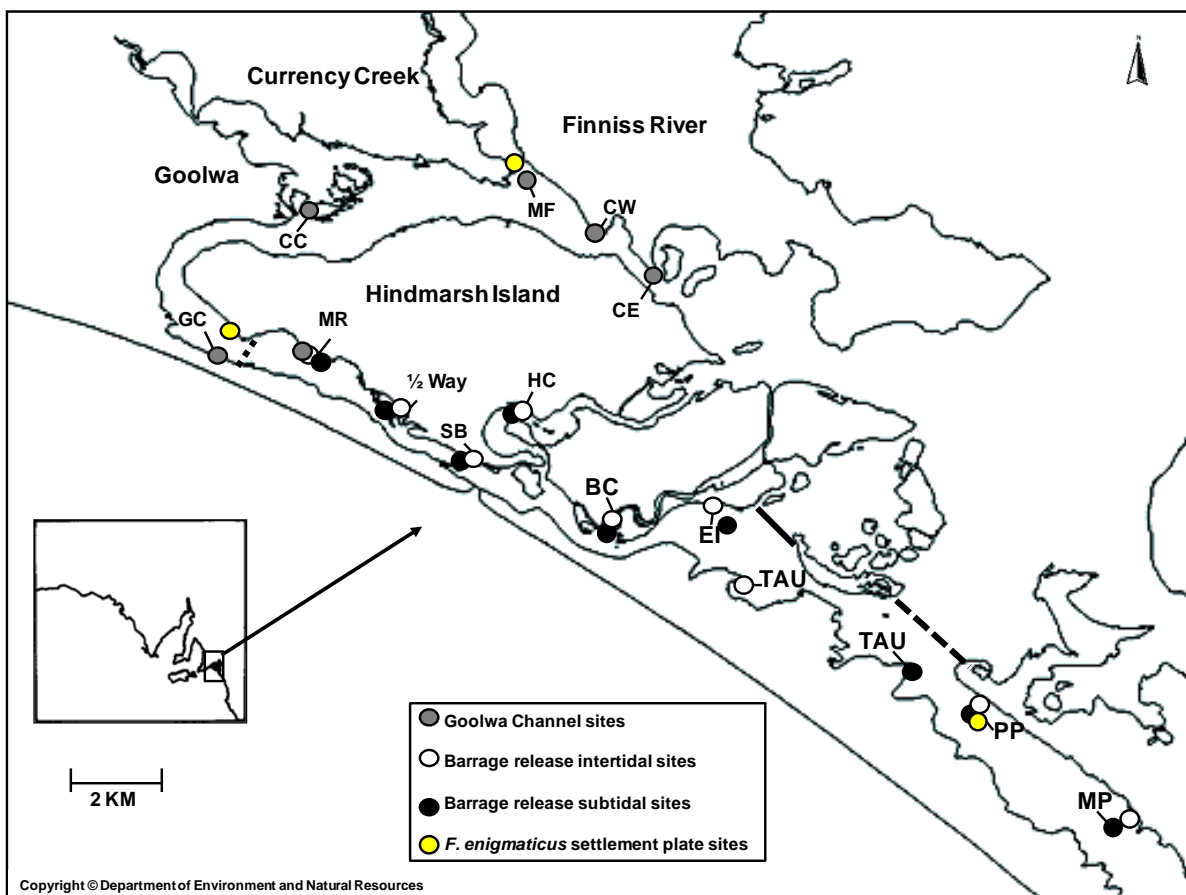 N
Currency Creek
Finniss River
Goolwa
MF
CW
CC
CE
Hindmarsh Island
GC
MR
½ Way
HC
SB
BC
EI
TAU
TAU
PP
MP
2 KM
Goolwa Channel sites
Barrage release intertidal sites
Barrage release subtidal sites
F. enigmaticus settlement plate sites
Copyright © Department of Environment and Natural Resources